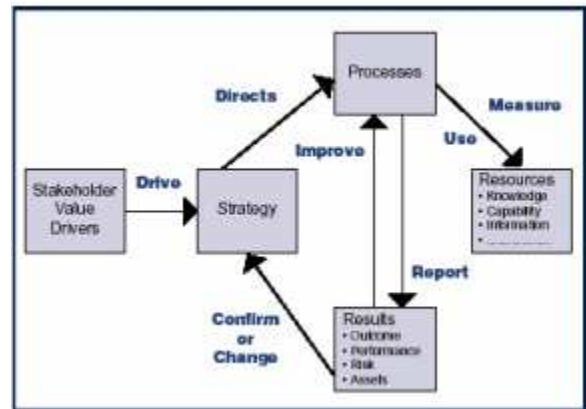 Processes
Directs
Measure
Improve
Use
Drive
Stakeholder
Value
Drivers
Strategy
Resources
• Knowledge
• Capability
• Information
• ..................
Report
Confirm
or
Change
Results
• Outcome
• Performance
• Risk
• Assets